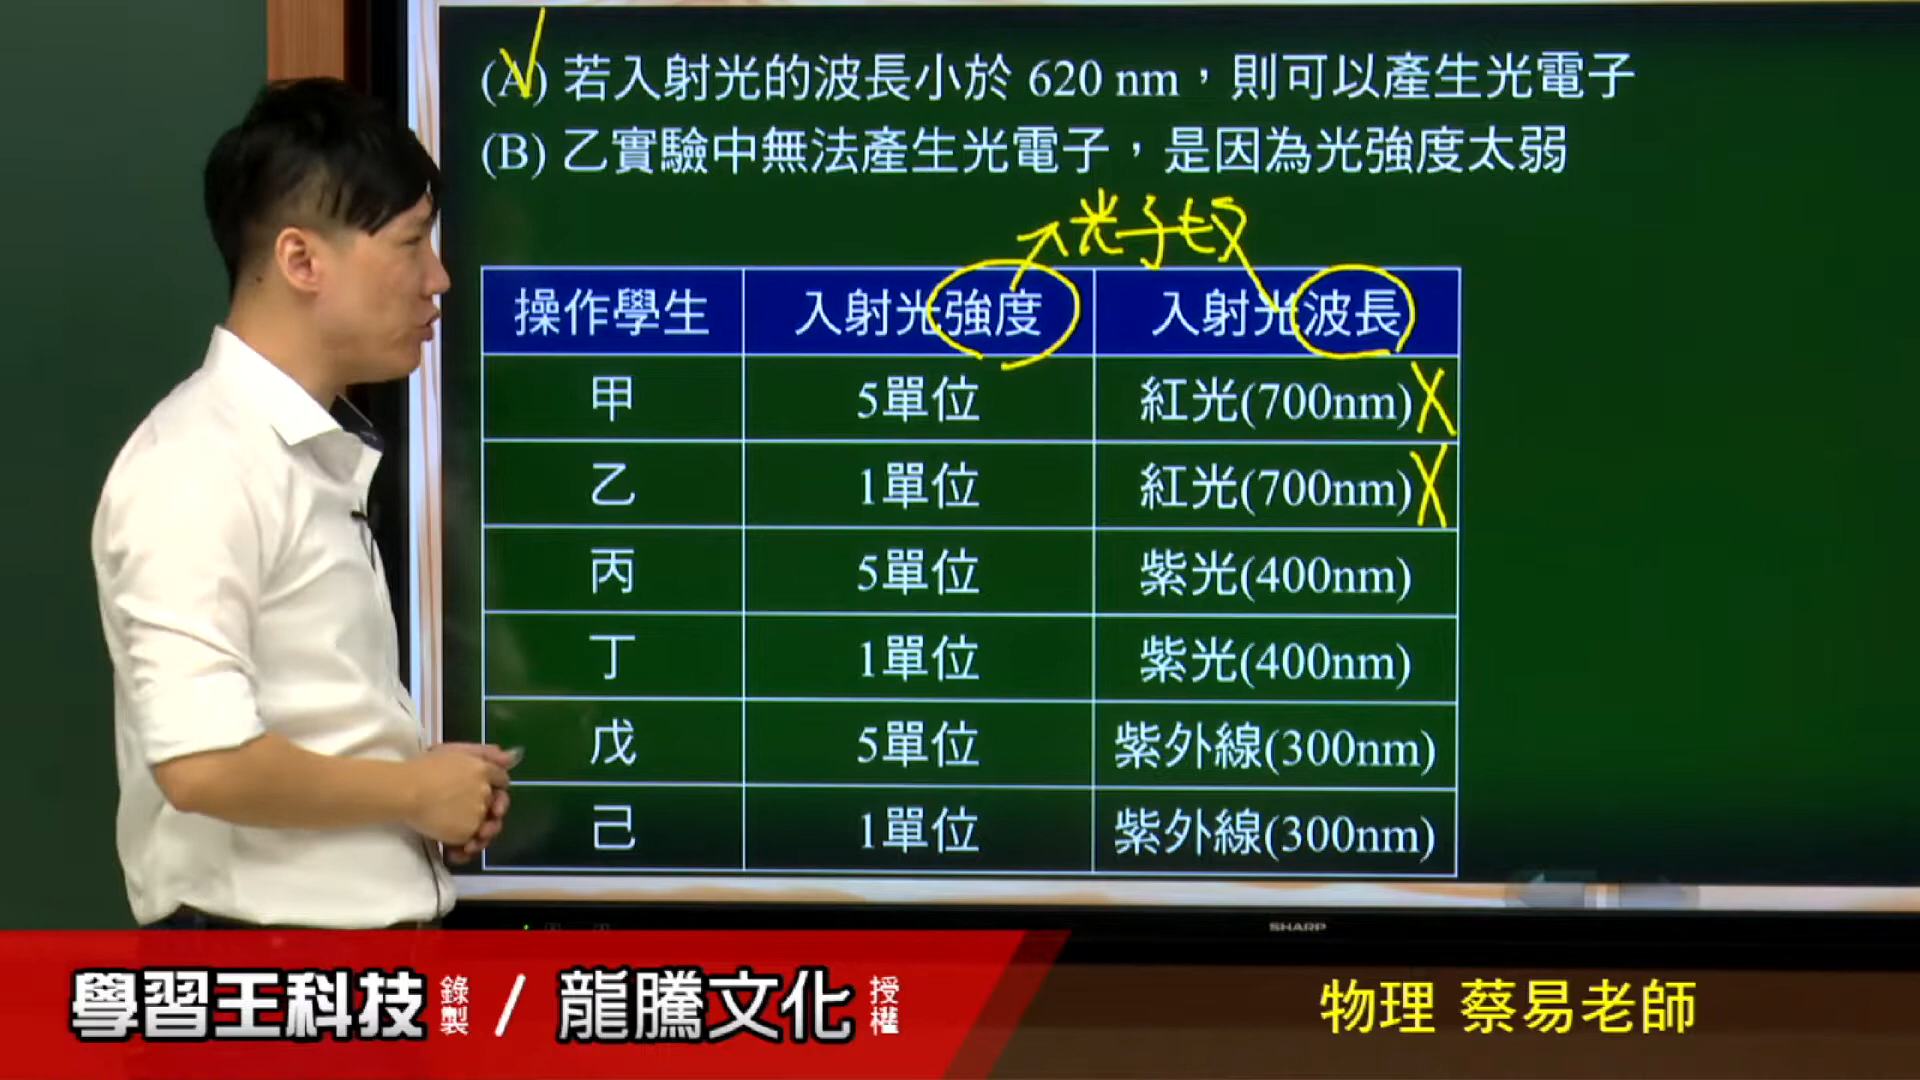 (A) 若入射光的波長小於 620 nm，則可以產生光電子
(B) 乙實驗中無法產生光電子，是因為光強度太弱
光子
操作學生 入射光強度 入射光波長
甲 5單位 紅光(700nm) X
乙 1單位 紅光(700nm) X
丙 5單位 紫光(400nm)
丁 1單位 紫光(400nm)
戊 5單位 紫外線(300nm)
己 1單位 紫外線(300nm)
SHARP
學習王科技 錄製 / 龍騰文化 授權
物理 蔡易老師